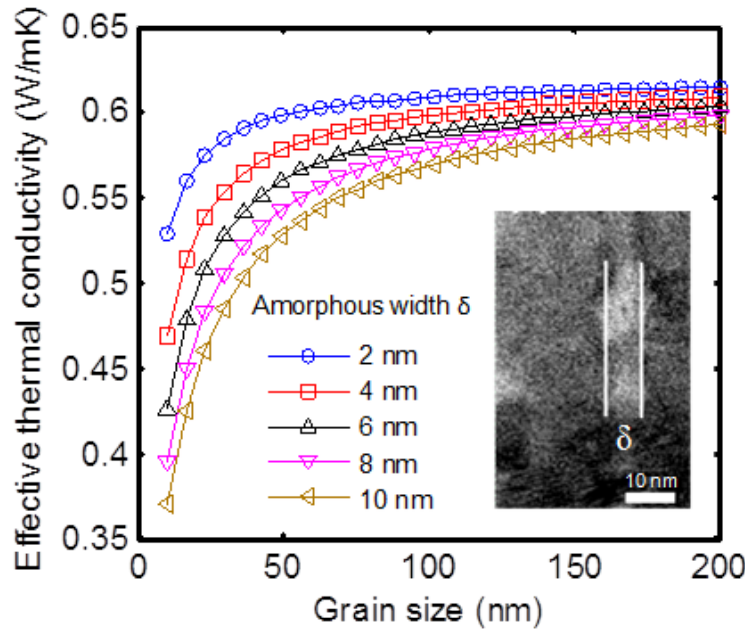 Effective thermal conductivity (W/mK)
0.65
0.6
0.55
0.5
0.45
0.4
0.35
Amorphous width δ
2 nm
4 nm
6 nm
8 nm
10 nm
δ
10 nm
0
50
100
150
200
Grain size (nm)